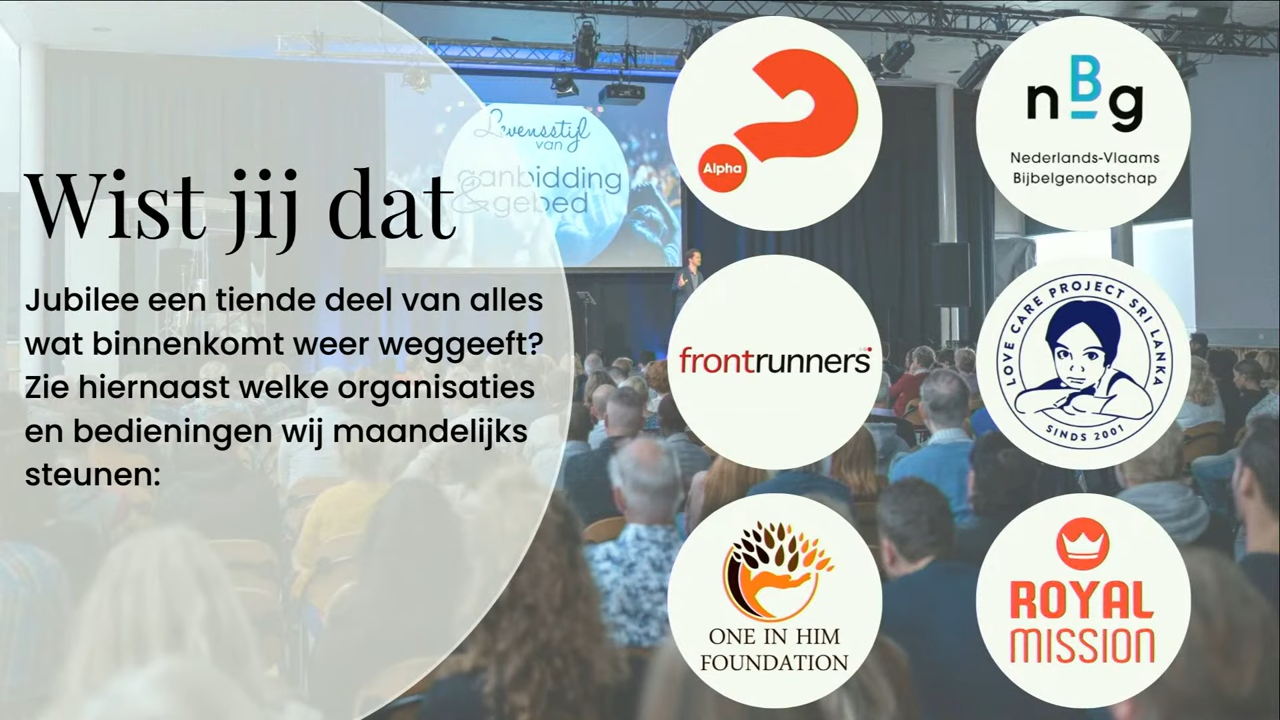 Wist jij dat
Jubilee een tiende deel van alles
wat binnenkomt weer weggeeft?
Zie hiernaast welke organisaties
en bedieningen wij maandelijks
steunen:
Levensstijl
van
aanbidding
& gebed
Alpha
nBg
Nederlands-Vlaams
Bijbelgenootschap
frontrunners
LOVE CARE PROJECT SRI LANKA
SINDS 2001
ONE IN HIM
FOUNDATION
ROYAL
MISSION